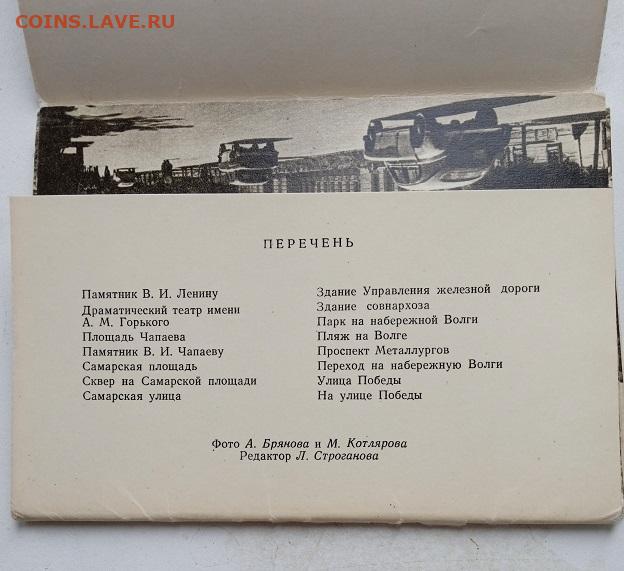 COINS.LAVE.RU
ПЕРЕЧЕНЬ
Памятник В. И. Ленину
Драматический театр имени
А. М. Горького
Площадь Чапаева
Памятник В. И. Чапаеву
Самарская площадь
Сквер на Самарской площади
Самарская улица
Здание Управления железной дороги
Здание совнархоза
Парк на набережной Волги
Пляж на Волге
Проспект Металлургов
Переход на набережную Волги
Улица Победы
На улице Победы
Фото А. Брянова и М. Котлярова
Редактор Л. Строганова